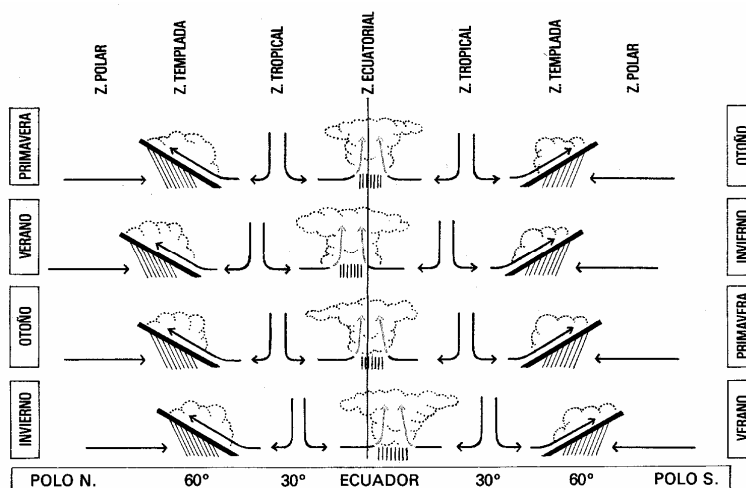 Z. POLAR
Z. TEMPLADA
Z. TROPICAL
Z. ECUATORIAL
Z. TROPICAL
Z. TEMPLADA
Z. POLAR
PRIMAVERA
OTOÑO
VERANO
INVIERNO
OTOÑO
PRIMAVERA
INVIERNO
VERANO
POLO N. 60° 30° ECUADOR 30° 60° POLO S.